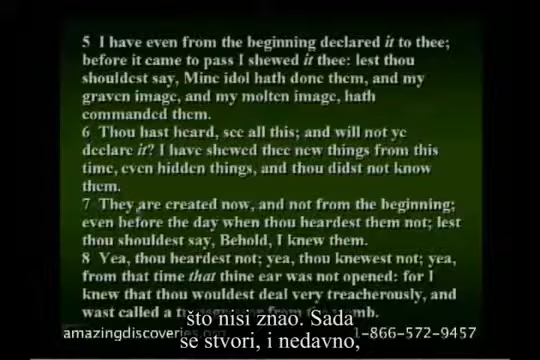 5 I have even from the beginning declared it to thee;
before it came to pass I shewed it thee: lest thou
shouldest say, Mine idol hath done them, and my
graven image, and my molten image, hath
commanded them.
6 Thou hast heard, see all this; and will not ye
declare it? I have shewed thee new things from this
time, even hidden things, and thou didst not know
them.
7 They are created now, and not from the beginning;
even before the day when thou heardest them not; lest
thou shouldest say, Behold, I knew them.
8 Yea, thou heardest not; yea, thou knewest not; yea,
from that time that thine ear was not opened: for I
knew that thou wouldest deal very treacherously, and
wast called a
što nisi znao. Sada
se stvori, i nedavno,
amazingdiscoveries
1-866-572-9457